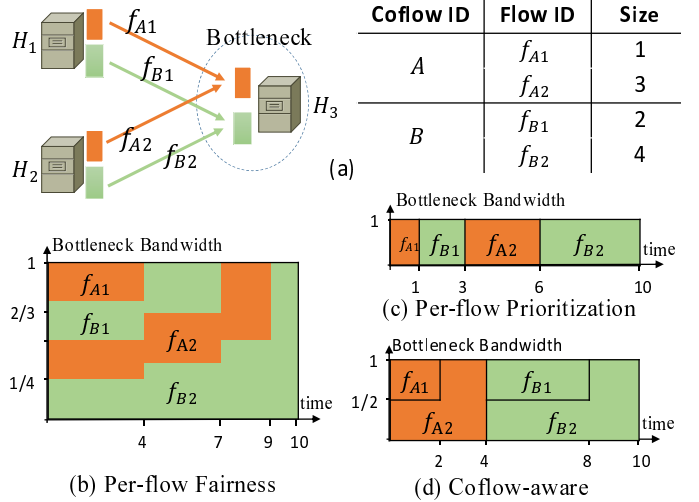 H1
H2
H3
fA1
fB1
fA2
fB2
Bottleneck
(a)
Coflow ID Flow ID Size
A fA1 1
fA2 3
B fB1 2
fB2 4
Bottleneck Bandwidth
1
2/3
1/4
fA1
fB1
fA2
fB2
time
4 7 9 10
(b) Per-flow Fairness
Bottleneck Bandwidth
1
fA1 fB1 fA2 fB2
time
1 3 6 10
(c) Per-flow Prioritization
Bottleneck Bandwidth
1
1/2
fA1 fB1
fA2 fB2
time
2 4 8 10
(d) Coflow-aware